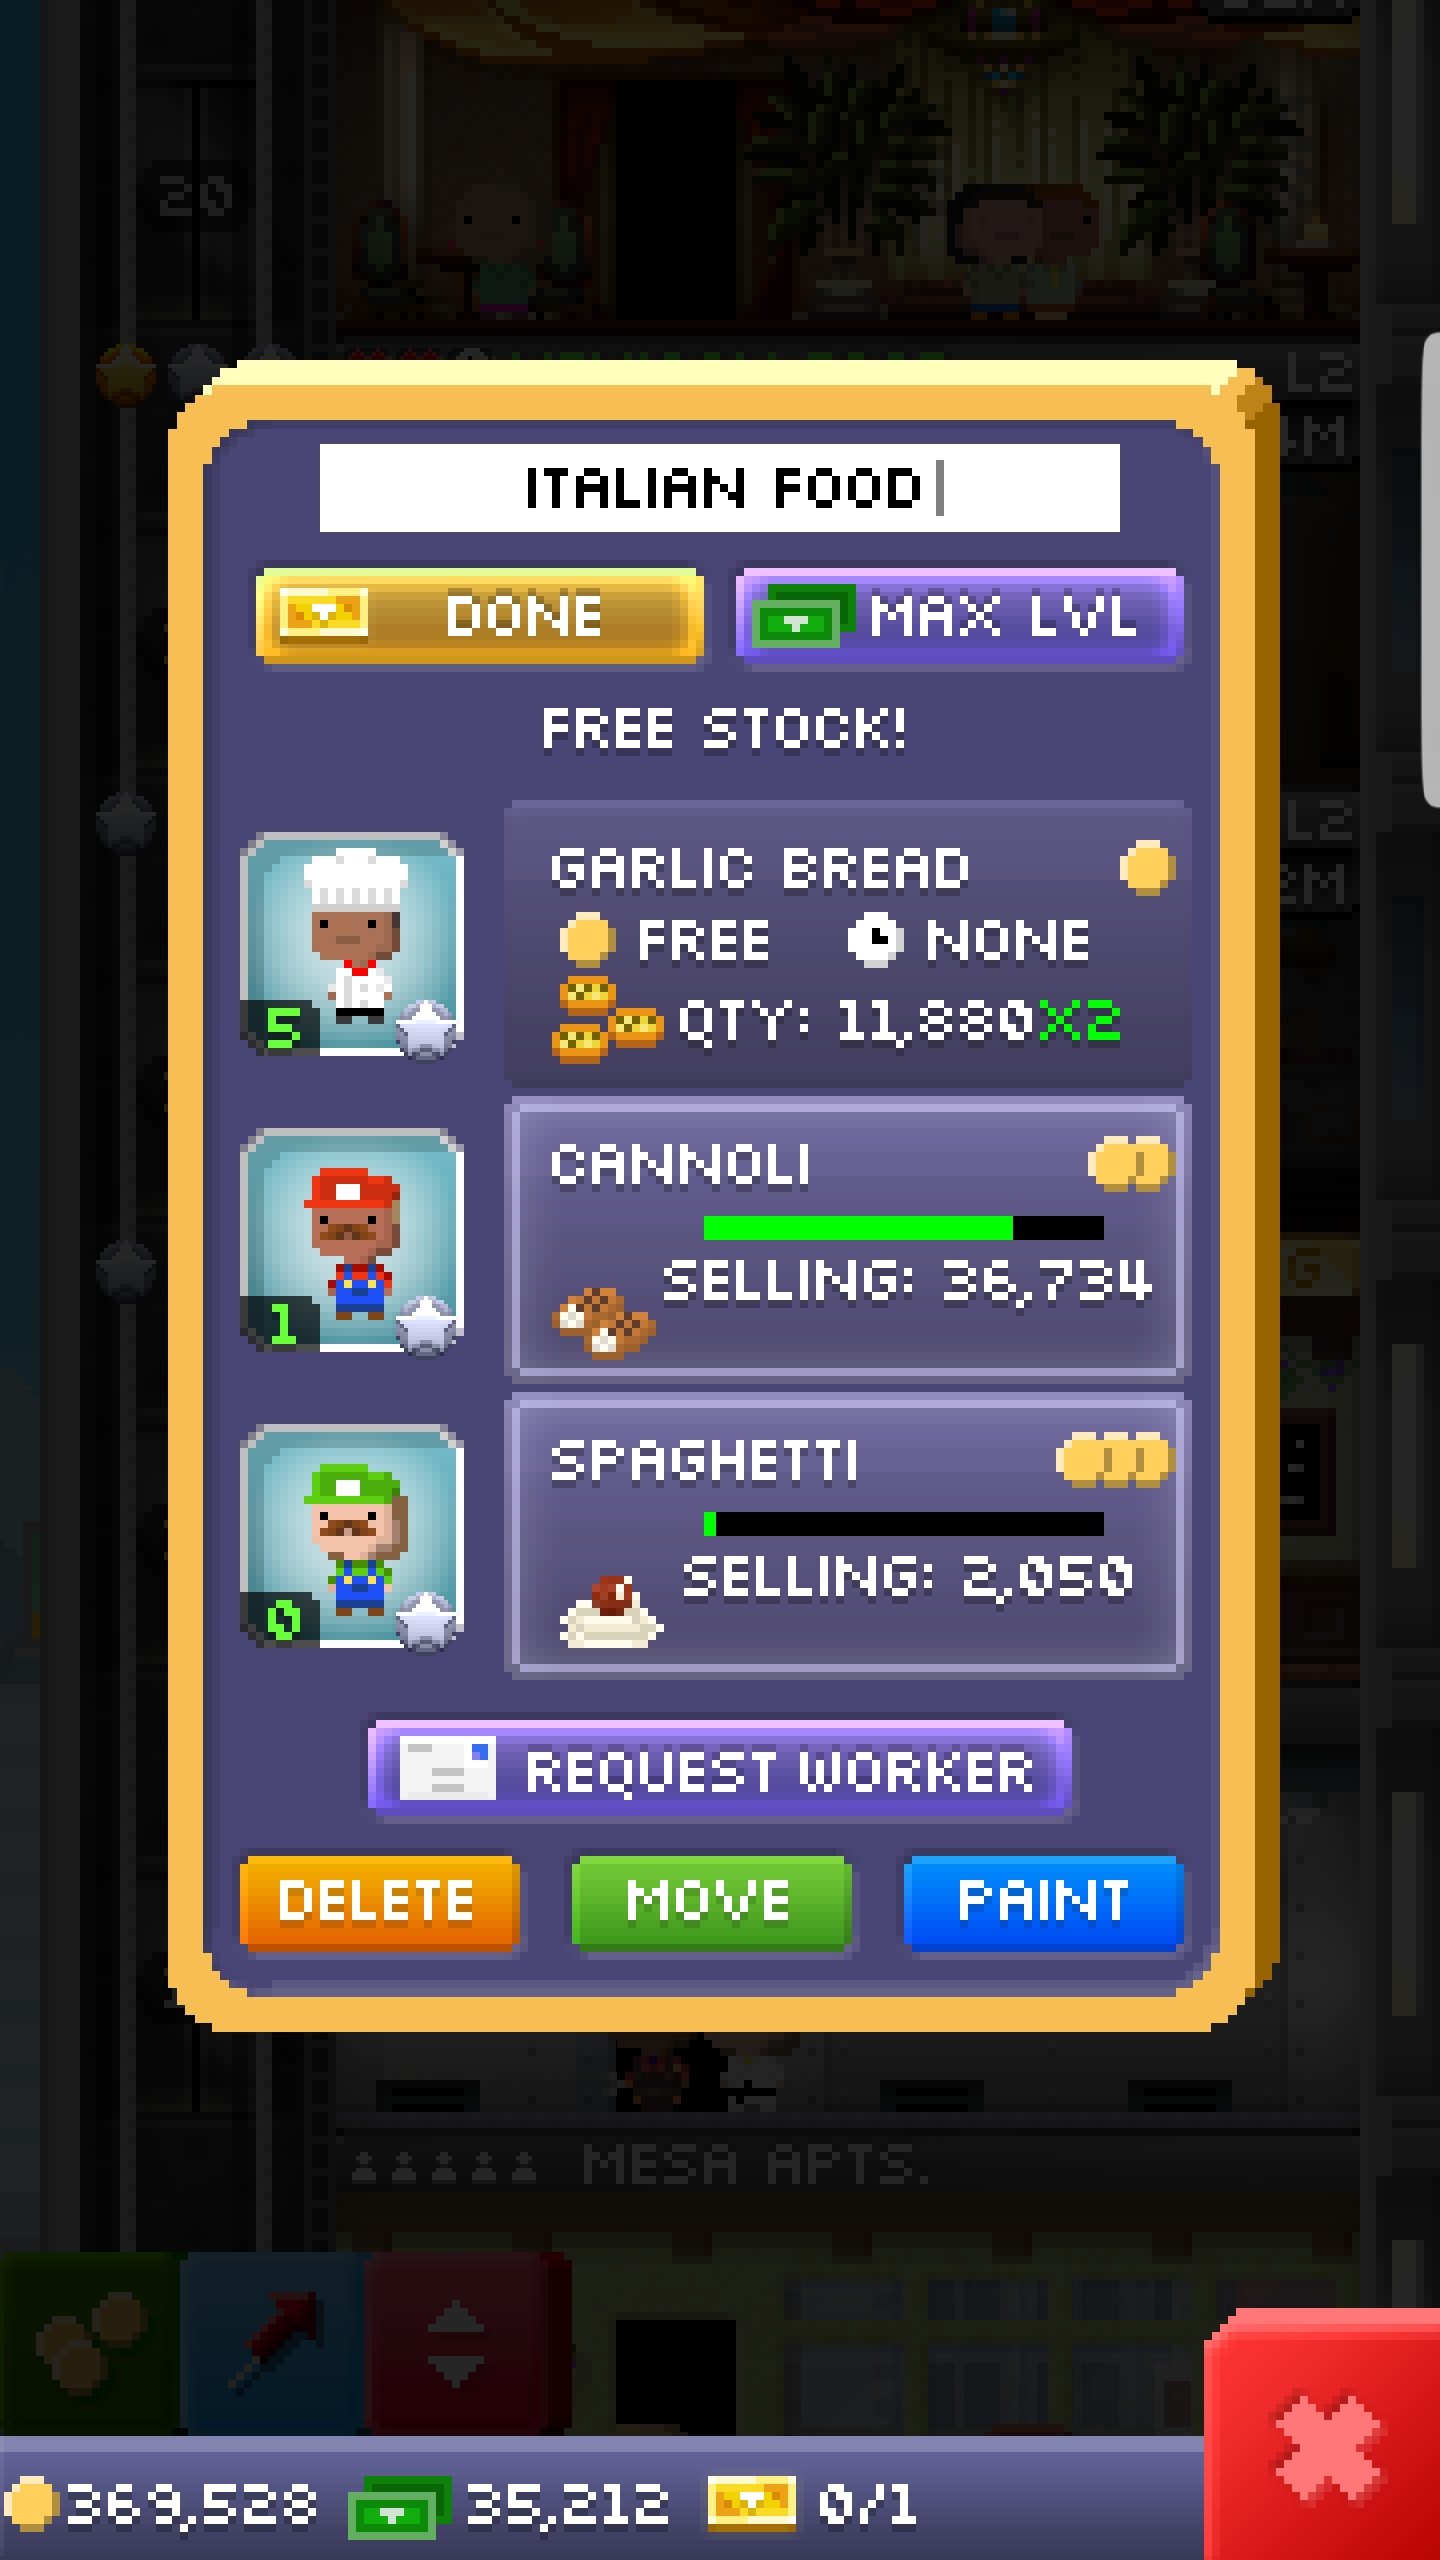 20
L2
M
ITALIAN FOOD
DONE
MAX LVL
FREE STOCK!
GARLIC BREAD
FREE NONE
5
QTY: 11,880X2
L2
2M
CANNOLI
SELLING: 36,734
1
G
SPAGHETTI
SELLING: 2,050
0
REQUEST WORKER
DELETE
MOVE
PAINT
MESA APTS.
369,528
35,212
0/1